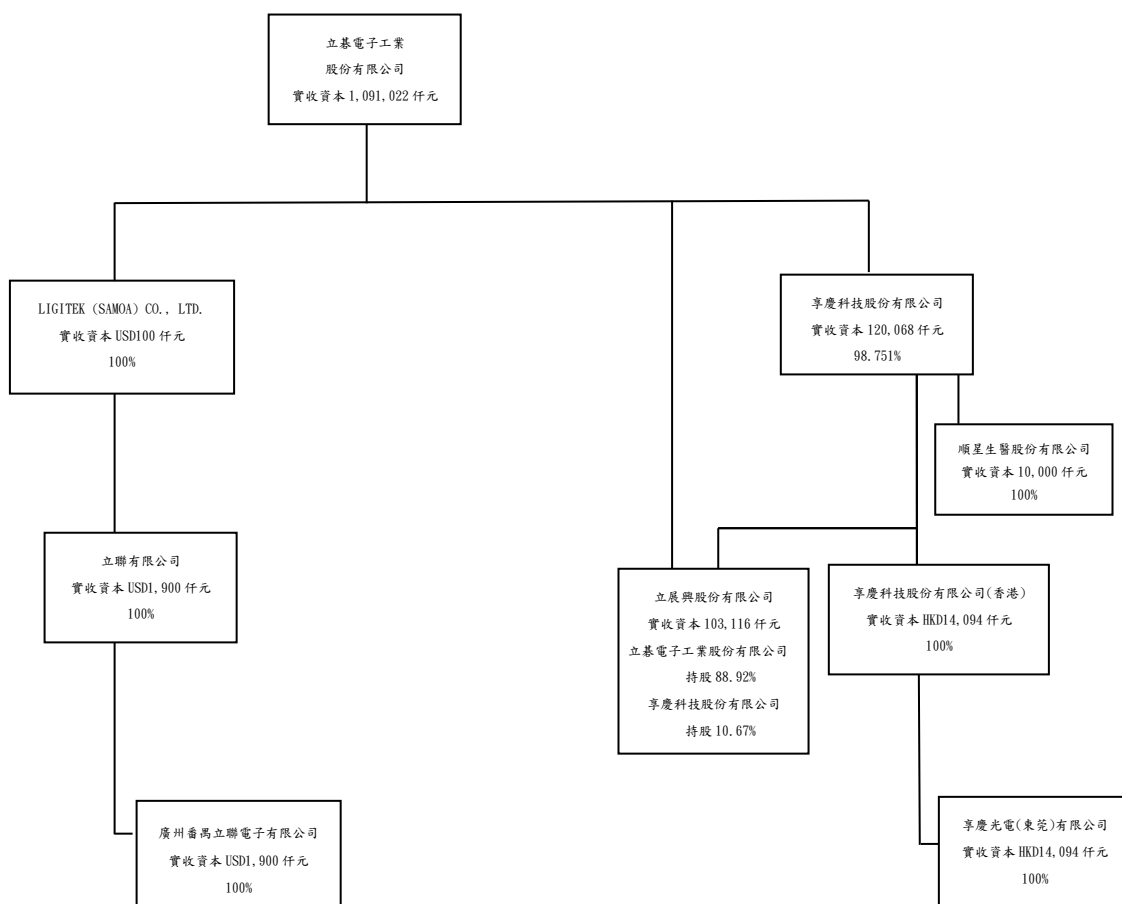 立碁電子工業
股份有限公司
實收資本 1,091,022 仟元
LIGITEK (SAMOA) CO., LTD.
實收資本 USD100 仟元
100%
享慶科技股份有限公司
實收資本 120,068 仟元
98.751%
順星生醫股份有限公司
實收資本 10,000 仟元
100%
立聯有限公司
實收資本 USD1,900 仟元
100%
立展興股份有限公司
實收資本 103,116 仟元
立碁電子工業股份有限公司
持股 88.92%
享慶科技股份有限公司
持股 10.67%
享慶科技股份有限公司(香港)
實收資本 HKD14,094 仟元
100%
廣州番禺立聯電子有限公司
實收資本 USD1,900 仟元
100%
享慶光電(東莞)有限公司
實收資本 HKD14,094 仟元
100%